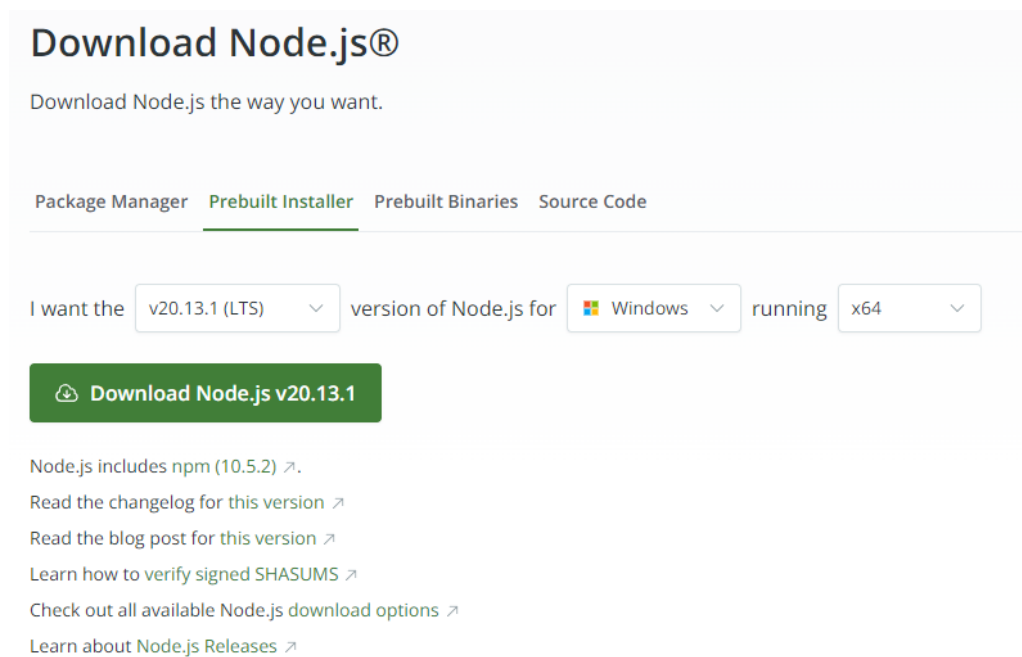 Download Node.js®
Download Node.js the way you want.
Package Manager Prebuilt Installer Prebuilt Binaries Source Code
I want the v20.13.1 (LTS) version of Node.js for Windows running x64
Download Node.js v20.13.1
Node.js includes npm (10.5.2) ↗.
Read the changelog for this version ↗
Read the blog post for this version ↗
Learn how to verify signed SHASUMS ↗
Check out all available Node.js download options ↗
Learn about Node.js Releases ↗